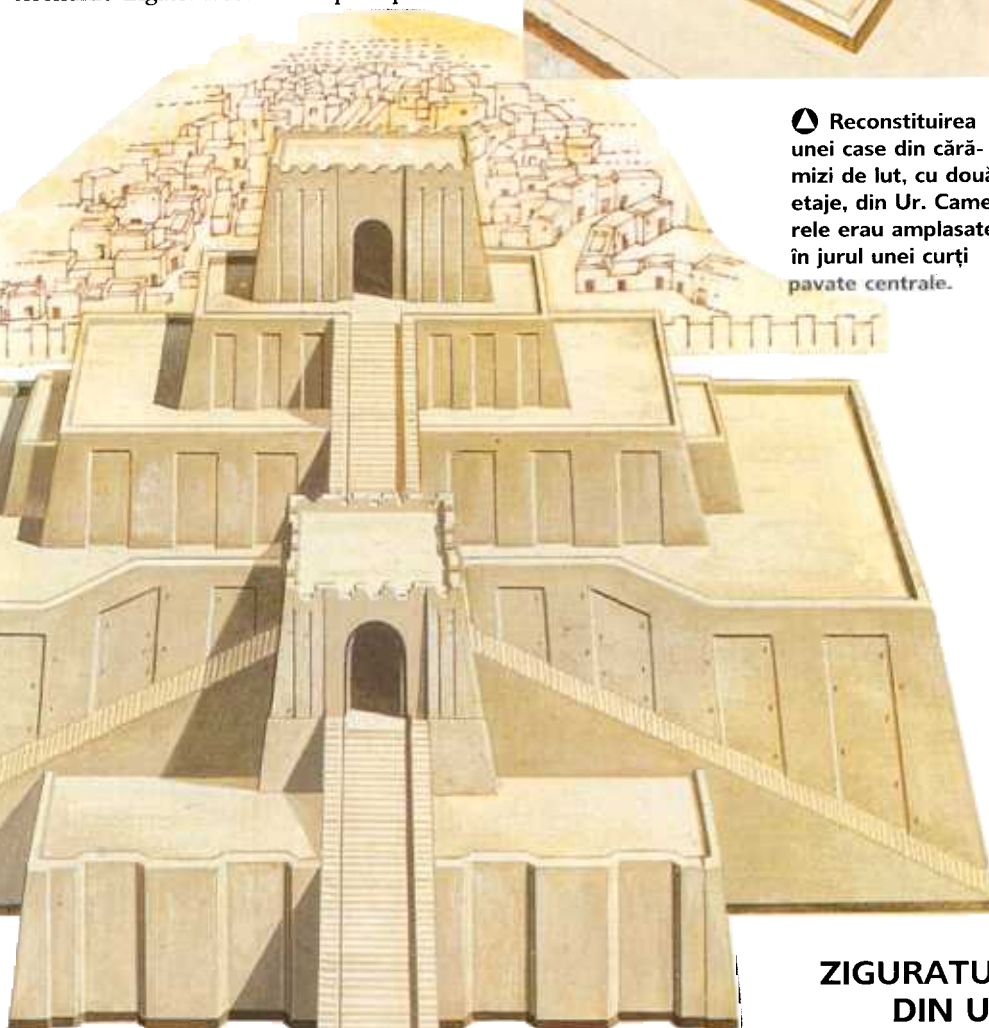 Reconstituirea
unei case din cără-
mizi de lut, cu două
etaje, din Ur. Came
rele erau amplasate
în jurul unei curți
pavate centrale.
ZIGURATU
DIN U